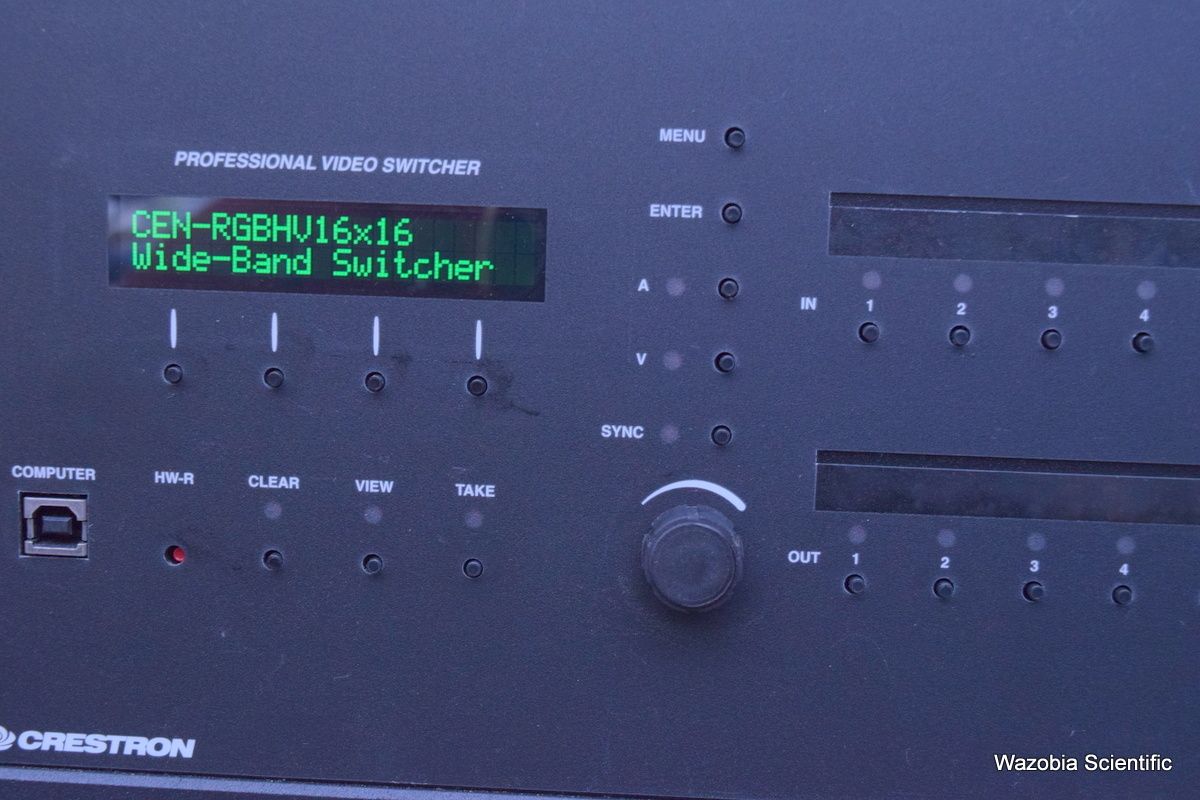 PROFESSIONAL VIDEO SWITCHER
CEN-RGBHV16x16
Wide-Band Switcher
MENU
ENTER
A
V
SYNC
IN 1 2 3 4
COMPUTER HW-R CLEAR VIEW TAKE
OUT 1 2 3 4
CRESTRON
Wazobia Scientific